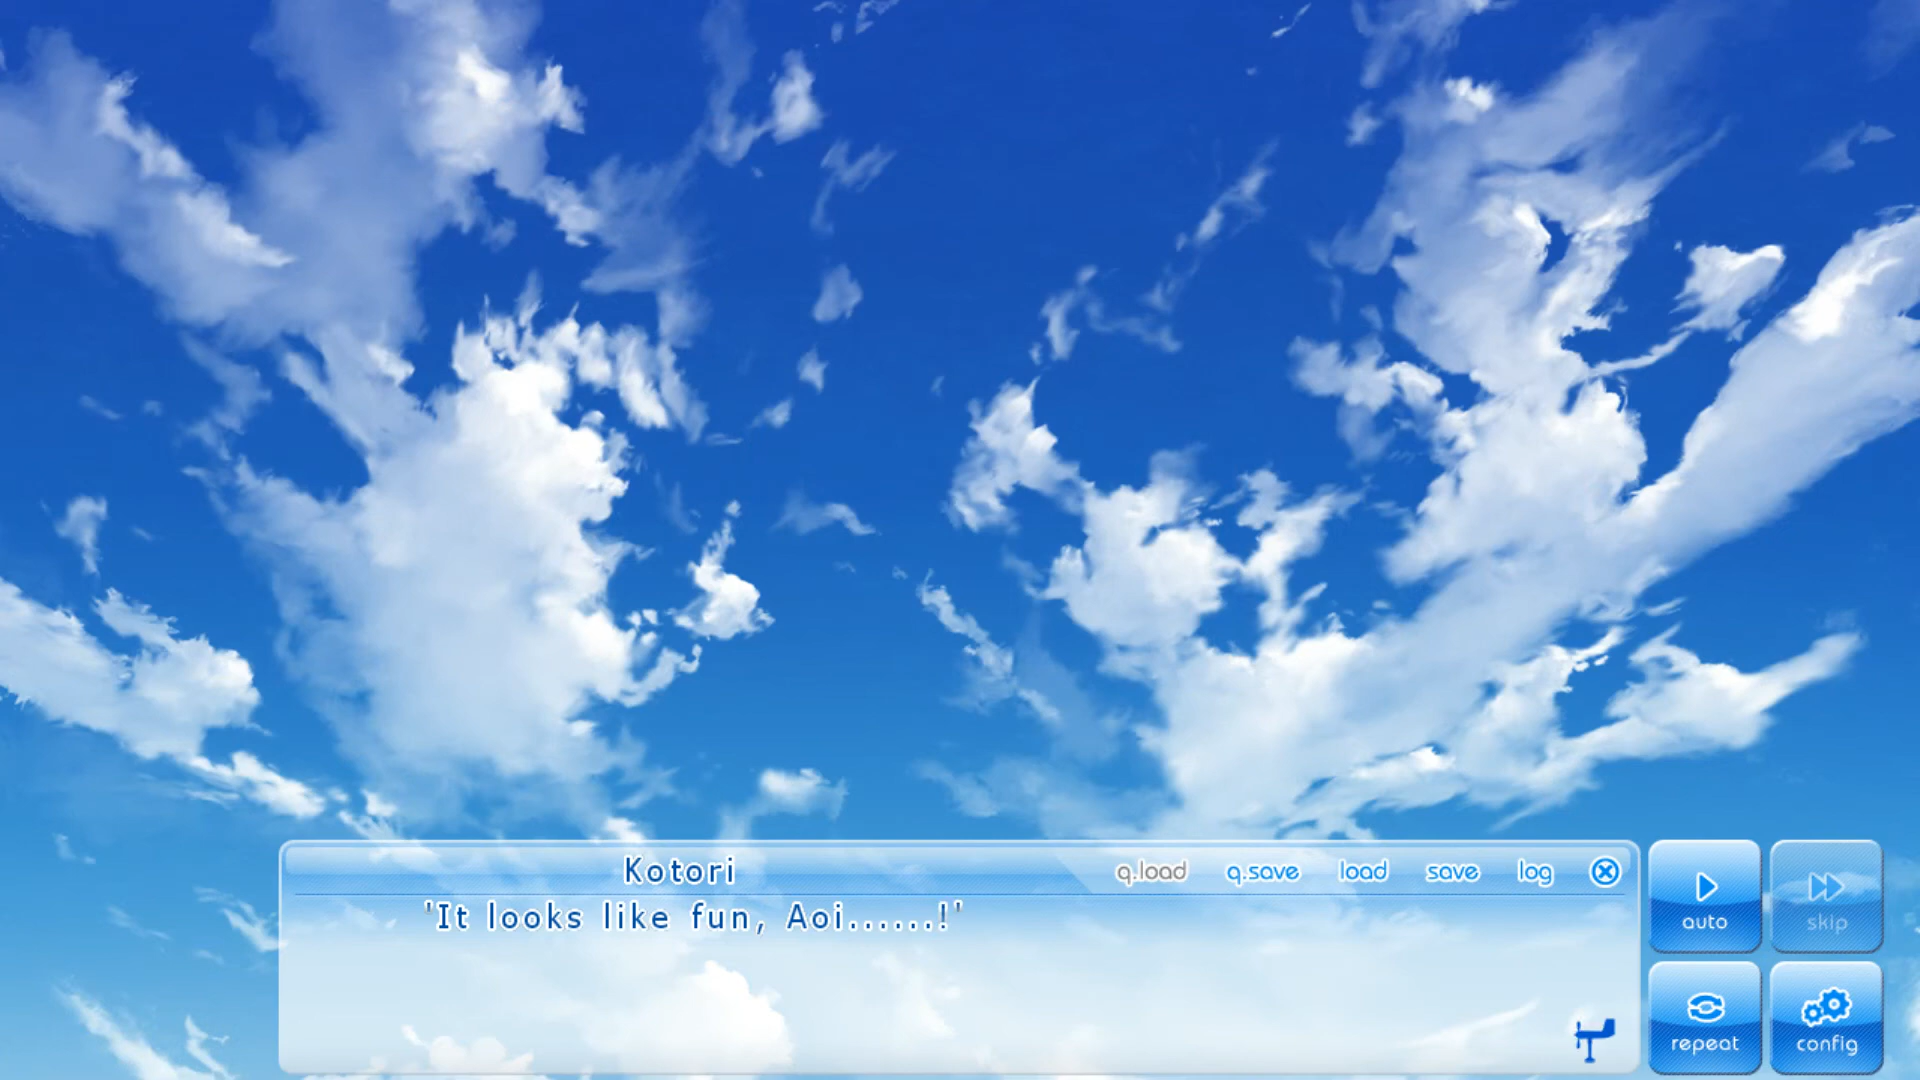 Kotori
q.load q.save load save log
'It looks like fun, Aoi......!'
auto
skip
repeat
config